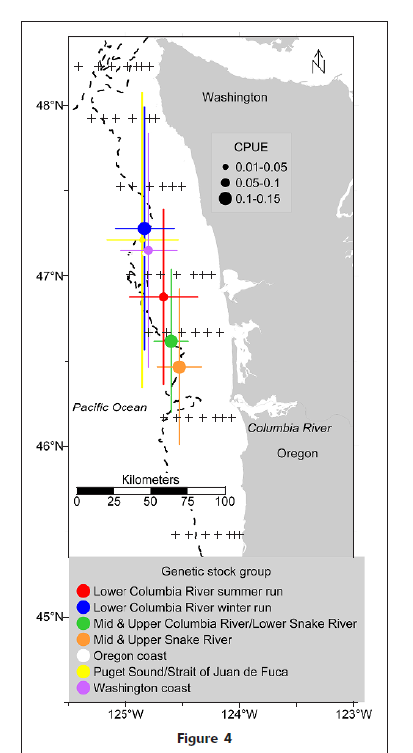 N
48°N
Washington
CPUE
0.01-0.05
0.05-0.1
0.1-0.15
47°N
Pacific Ocean
Columbia River
46°N
Oregon
Kilometers
0 25 50 75 100
Genetic stock group
Lower Columbia River summer run
Lower Columbia River winter run
Mid & Upper Columbia River/Lower Snake River
Mid & Upper Snake River
Oregon coast
Puget Sound/Strait of Juan de Fuca
Washington coast
45°N
125°W 124°W 123°W
Figure 4